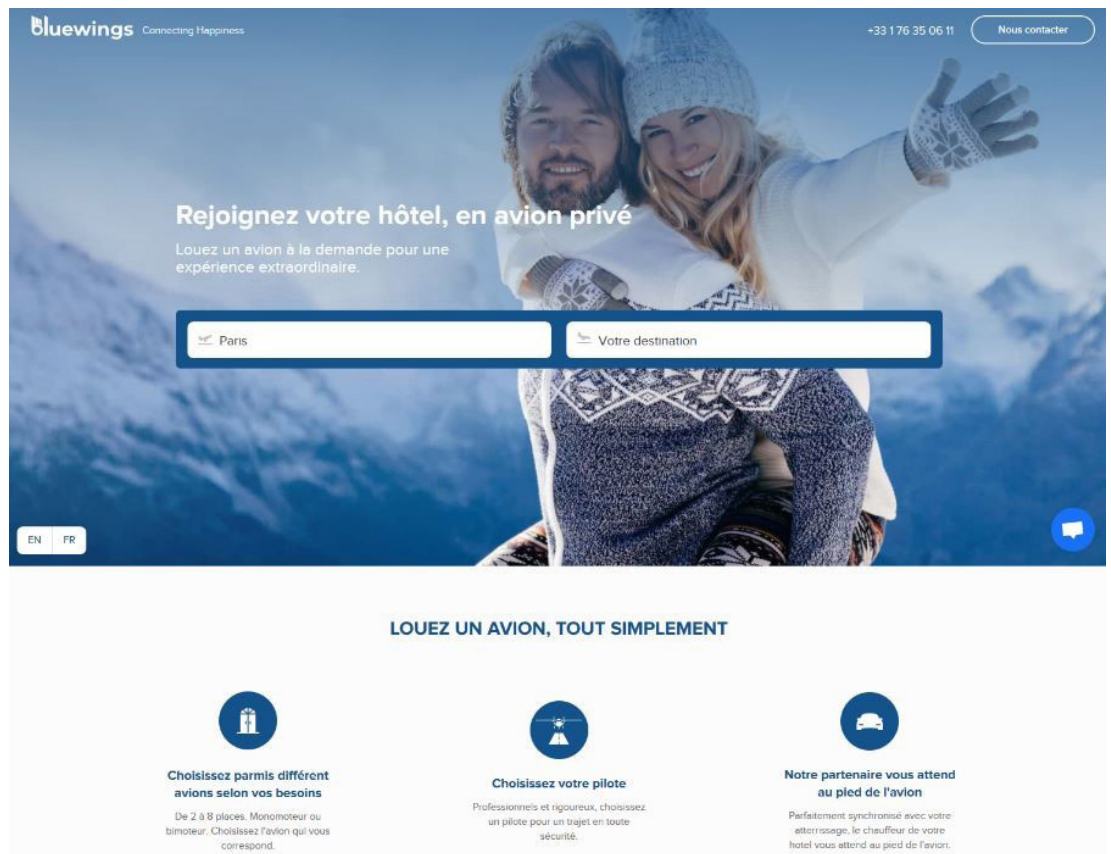 bluewings Connecting Happiness
+33 1 76 35 06 11
Nous contacter
Rejoignez votre hôtel, en avion privé
Louez un avion à la demande pour une
expérience extraordinaire.
Paris
Votre destination
EN FR
LOUEZ UN AVION, TOUT SIMPLEMENT
Choisissez parmis différent
avions selon vos besoins
De 2 à 8 places. Monomoteur ou
bimoteur. Choisissez l'avion qui vous
correspond.
Choisissez votre pilote
Professionnels et rigoureux, choisissez
un pilote pour un trajet en toute
sécurité.
Notre partenaire vous attend
au pied de l'avion
Parfaitement synchronisé avec votre
atterrissage, le chauffeur de votre
hotel vous attend au pied de l'avion.